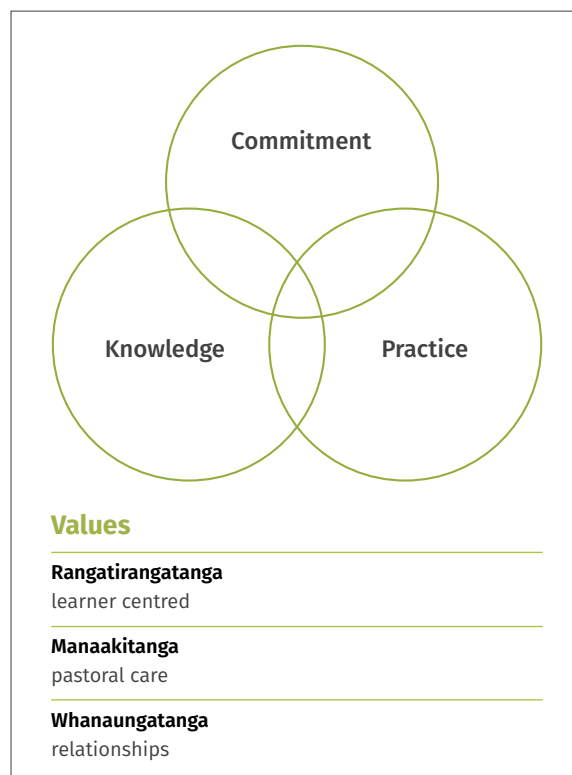 Commitment
Knowledge
Practice
Values
Rangatirangatanga
learner centred
Manaakitanga
pastoral care
Whanaungatanga
relationships